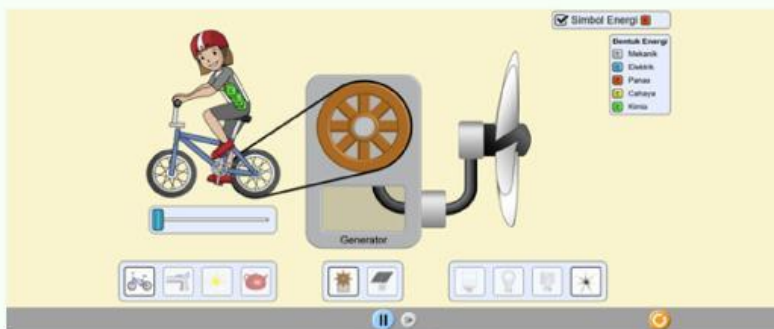 Simbol Energi E
Bentuk Energi
E Mekanik
E Elektrik
E Panas
E Cahaya
E Kimia
Generator